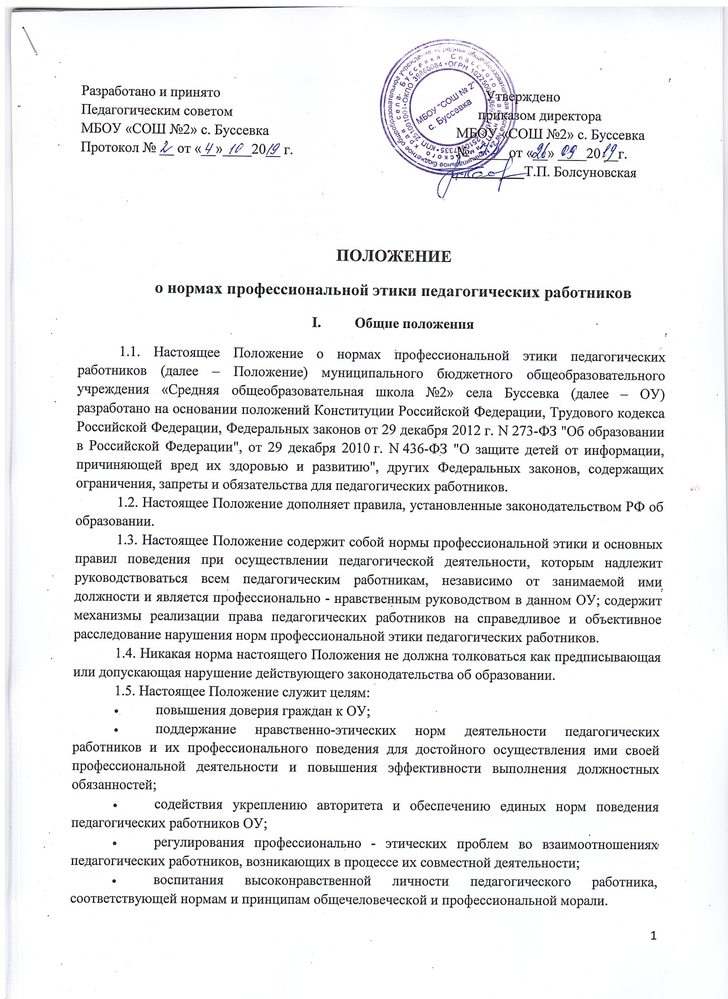 Разработано и принято
Педагогическим советом
МБОУ «СОШ №2» с. Буссевка
Протокол № 2 от «4» 10 2019 г.
Утверждено
приказом директора
МБОУ «СОШ №2» с. Буссевка
№ от «26» 09 2019 г.
Т.П. Болсуновская
МБОУ "СОШ № 2"
с. Буссевка
ПОЛОЖЕНИЕ
о нормах профессиональной этики педагогических работников
I. Общие положения
1.1. Настоящее Положение о нормах профессиональной этики педагогических
работников (далее – Положение) муниципального бюджетного общеобразовательного
учреждения «Средняя общеобразовательная школа №2» села Буссевка (далее – ОУ)
разработано на основании положений Конституции Российской Федерации, Трудового кодекса
Российской Федерации, Федеральных законов от 29 декабря 2012 г. N 273-ФЗ "Об образовании
в Российской Федерации", от 29 декабря 2010 г. N 436-ФЗ "О защите детей от информации,
причиняющей вред их здоровью и развитию", других Федеральных законов, содержащих
ограничения, запреты и обязательства для педагогических работников.
1.2. Настоящее Положение дополняет правила, установленные законодательством РФ об
образовании.
1.3. Настоящее Положение содержит собой нормы профессиональной этики и основных
правил поведения при осуществлении педагогической деятельности, которым надлежит
руководствоваться всем педагогическим работникам, независимо от занимаемой ими
должности и является профессионально - нравственным руководством в данном ОУ; содержит
механизмы реализации права педагогических работников на справедливое и объективное
расследование нарушения норм профессиональной этики педагогических работников.
1.4. Никакая норма настоящего Положения не должна толковаться как предписывающая
или допускающая нарушение действующего законодательства об образовании.
1.5. Настоящее Положение служит целям:
• повышения доверия граждан к ОУ;
• поддержание нравственно-этических норм деятельности педагогических
работников и их профессионального поведения для достойного осуществления ими своей
профессиональной деятельности и повышения эффективности выполнения должностных
обязанностей;
• содействия укреплению авторитета и обеспечению единых норм поведения
педагогических работников ОУ;
• регулирования профессионально - этических проблем во взаимоотношениях
педагогических работников, возникающих в процессе их совместной деятельности;
• воспитания высоконравственной личности педагогического работника,
соответствующей нормам и принципам общечеловеческой и профессиональной морали.
1